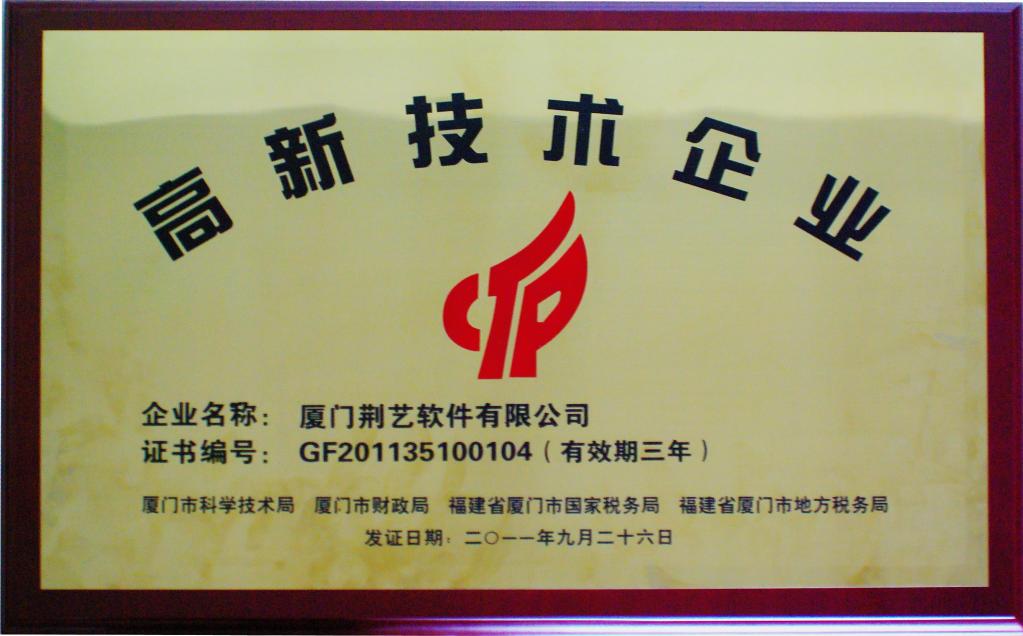 高新技术企业
CTP
企业名称： 厦门荆艺软件有限公司
证书编号： GF201135100104（有效期三年）
厦门市科学技术局 厦门市财政局 福建省厦门市国家税务局 福建省厦门市地方税务局
发证日期：二〇一一年九月二十六日